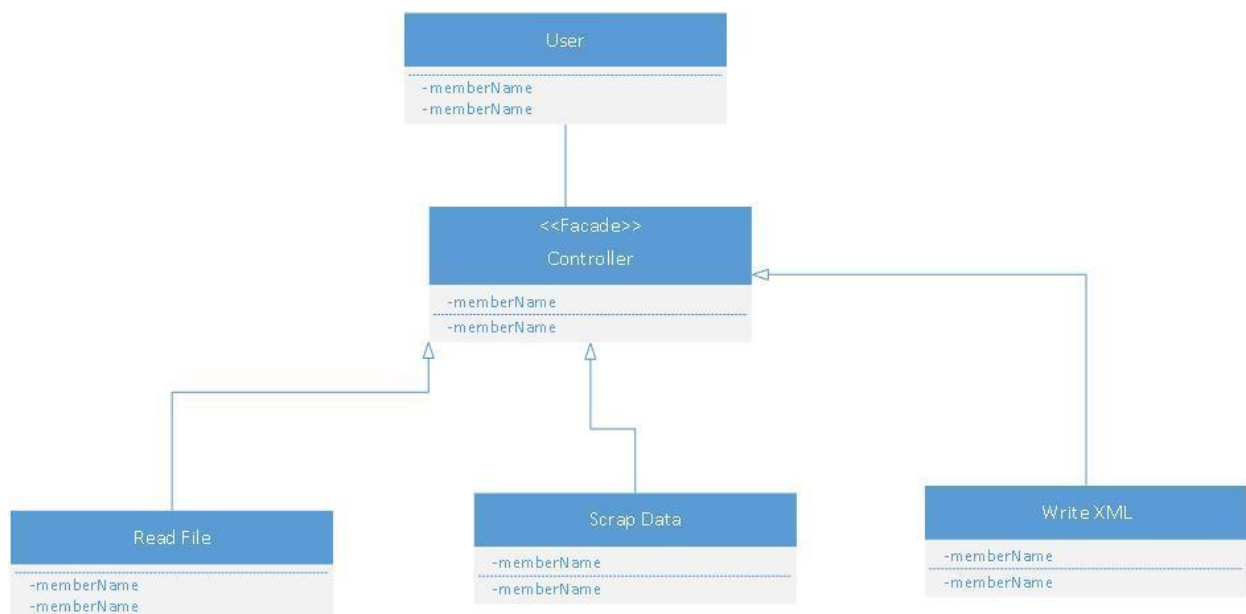 User
-memberName
-memberName
<<Facade>>
Controller
-memberName
-memberName
Read File
-memberName
-memberName
Scrap Data
-memberName
-memberName
Write XML
-memberName
-memberName